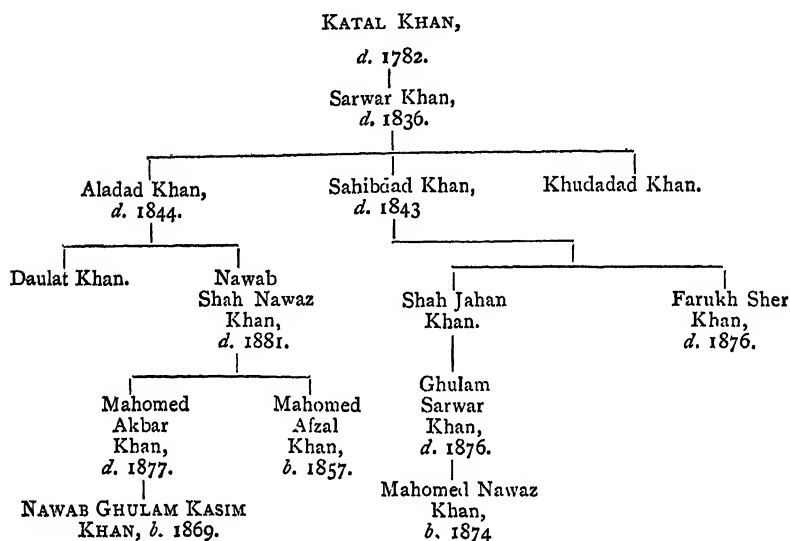 KATAL KHAN,
d. 1782.
Sarwar Khan,
d. 1836.
Aladad Khan,
d. 1844.
Sahibdad Khan,
d. 1843
Khudadad Khan.
Daulat Khan.
Nawab
Shah Nawaz
Khan,
d. 1881.
Shah Jahan
Khan.
Farukh Sher
Khan,
d. 1876.
Mahomed
Akbar
Khan,
d. 1877.
Mahomed
Afzal
Khan,
b. 1857.
Ghulam
Sarwar
Khan,
d. 1876.
NAWAB GHULAM KASIM
KHAN, b. 1869.
Mahomed Nawaz
Khan,
b. 1874